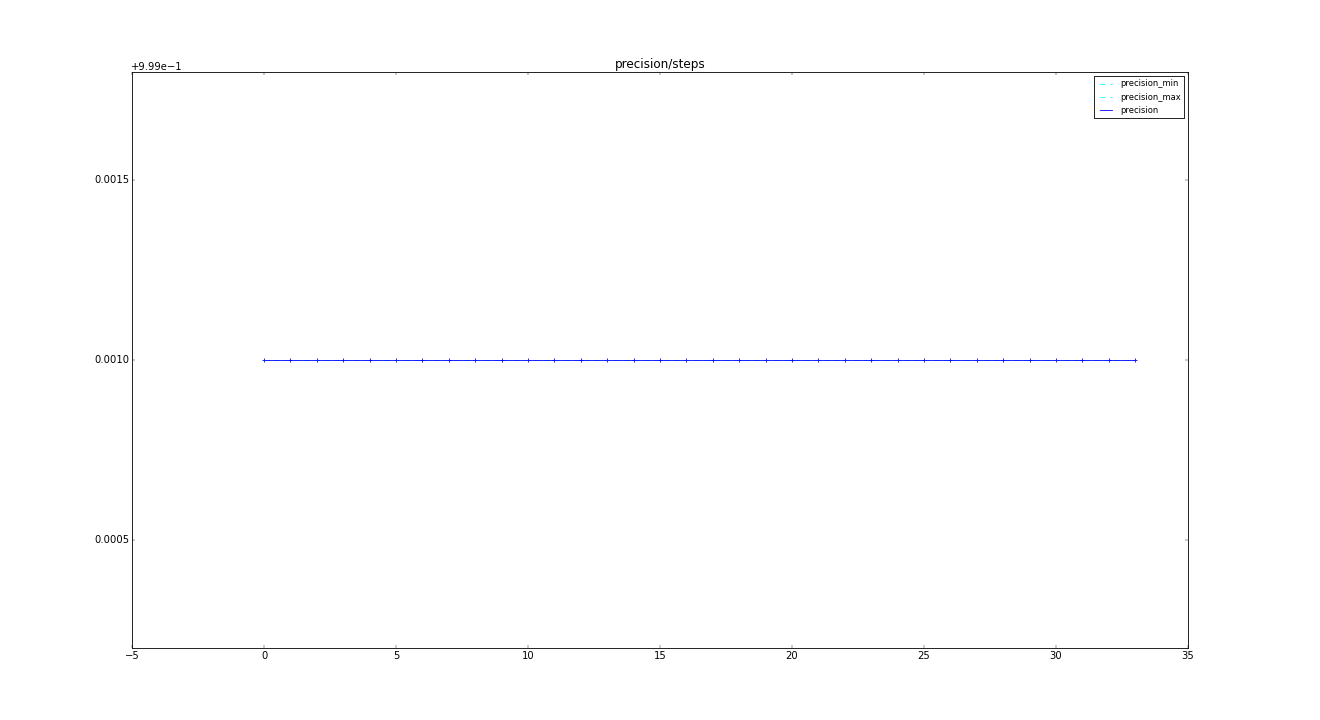 precision/steps
+9.99e−1
precision_min
precision_max
precision
0.0015
0.0010
0.0005
−5 0 5 10 15 20 25 30 35